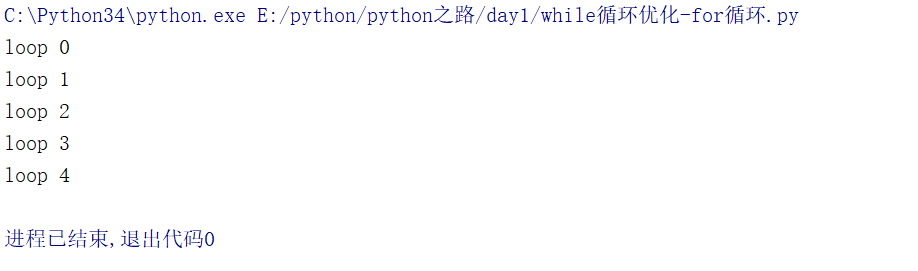 C:\Python34\python.exe E:/python/python之路/day1/while循环优化-for循环.py
loop 0
loop 1
loop 2
loop 3
loop 4
进程已结束,退出代码0